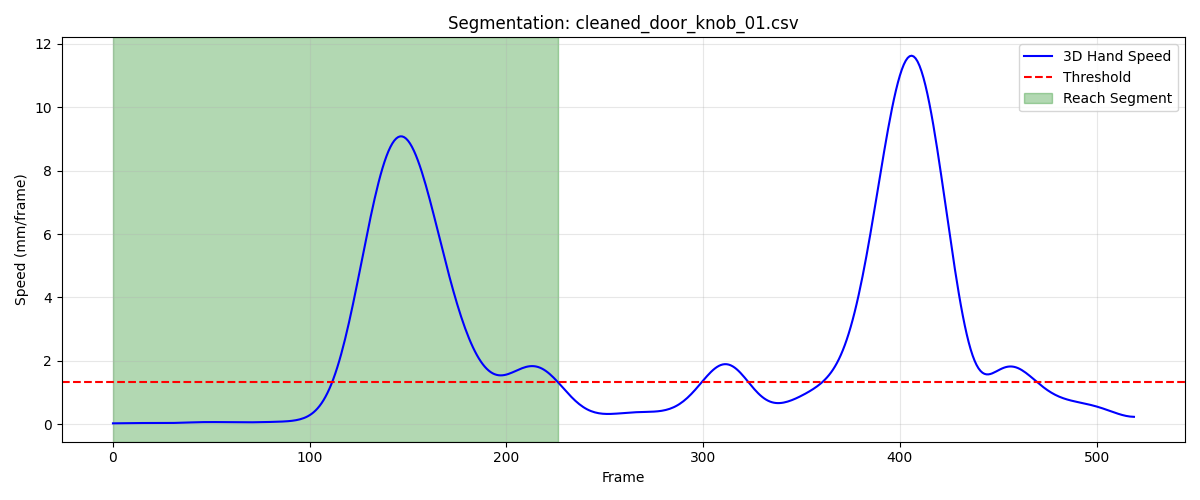 Segmentation: cleaned_door_knob_01.csv
3D Hand Speed
Threshold
Reach Segment
Speed (mm/frame)
12
10
8
6
4
2
0
0 100 200 300 400 500
Frame